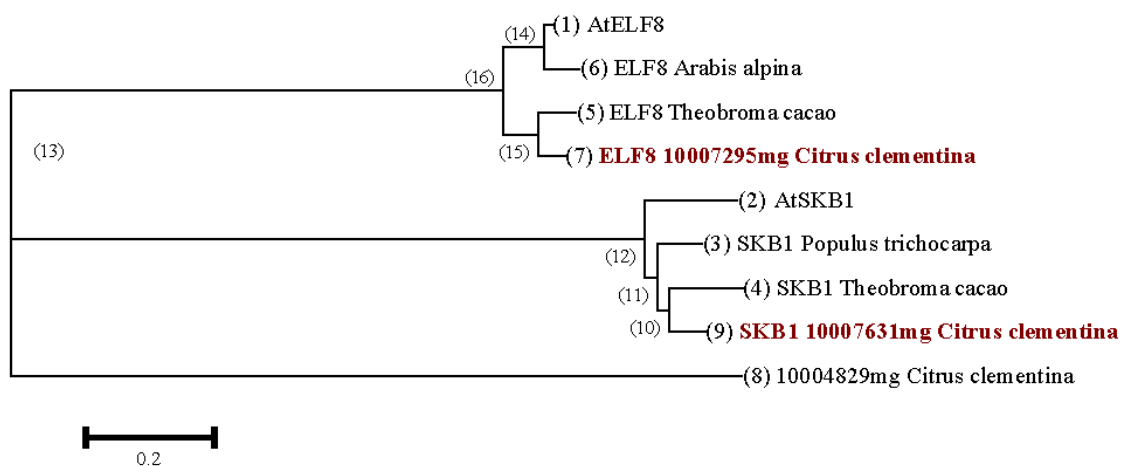 (14) (1) AtELF8
(6) ELF8 Arabis alpina
(16)
(5) ELF8 Theobroma cacao
(13)
(15) (7) ELF8 10007295mg Citrus clementina
(2) AtSKB1
(3) SKB1 Populus trichocarpa
(12)
(4) SKB1 Theobroma cacao
(11)
(10) (9) SKB1 10007631mg Citrus clementina
(8) 10004829mg Citrus clementina
0.2